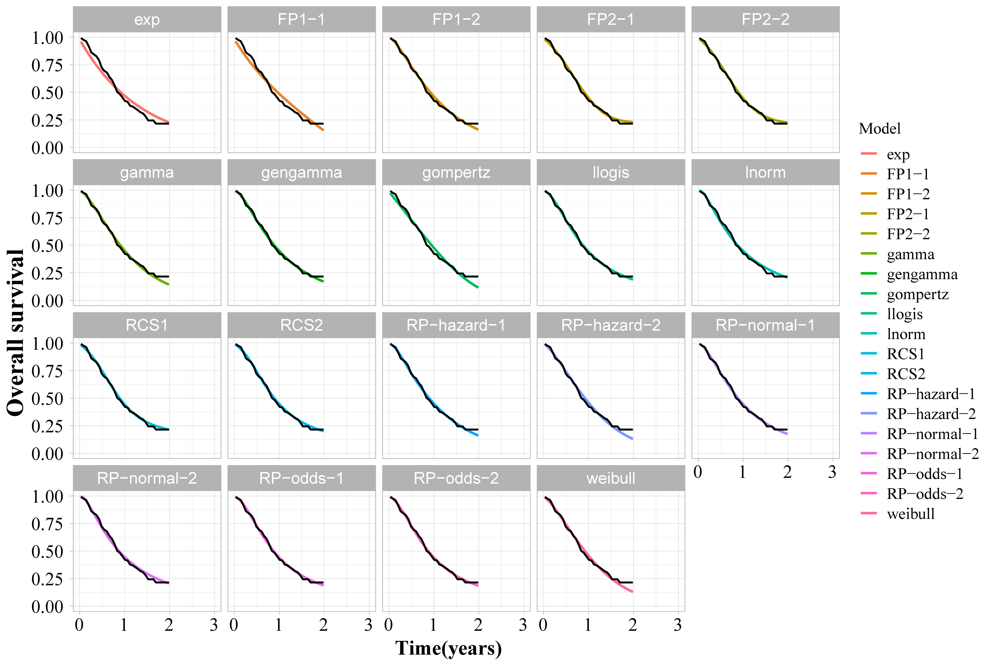 exp FP1−1 FP1−2 FP2−1 FP2−2
1.00
0.75
0.50
0.25
0.00
gamma gengamma gompertz llogis lnorm
1.00
0.75
0.50
0.25
0.00
RCS1 RCS2 RP−hazard−1 RP−hazard−2 RP−normal−1
1.00
0.75
0.50
0.25
0.00
0 1 2 3
RP−normal−2 RP−odds−1 RP−odds−2 weibull
1.00
0.75
0.50
0.25
0.00
0 1 2 3 0 1 2 3 0 1 2 3 0 1 2 3
Time(years)
Overall survival
Model
exp
FP1−1
FP1−2
FP2−1
FP2−2
gamma
gengamma
gompertz
llogis
lnorm
RCS1
RCS2
RP−hazard−1
RP−hazard−2
RP−normal−1
RP−normal−2
RP−odds−1
RP−odds−2
weibull